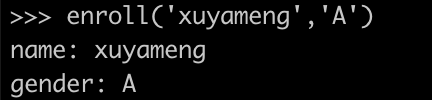 >>> enroll('xuyameng','A')
name: xuyameng
gender: A